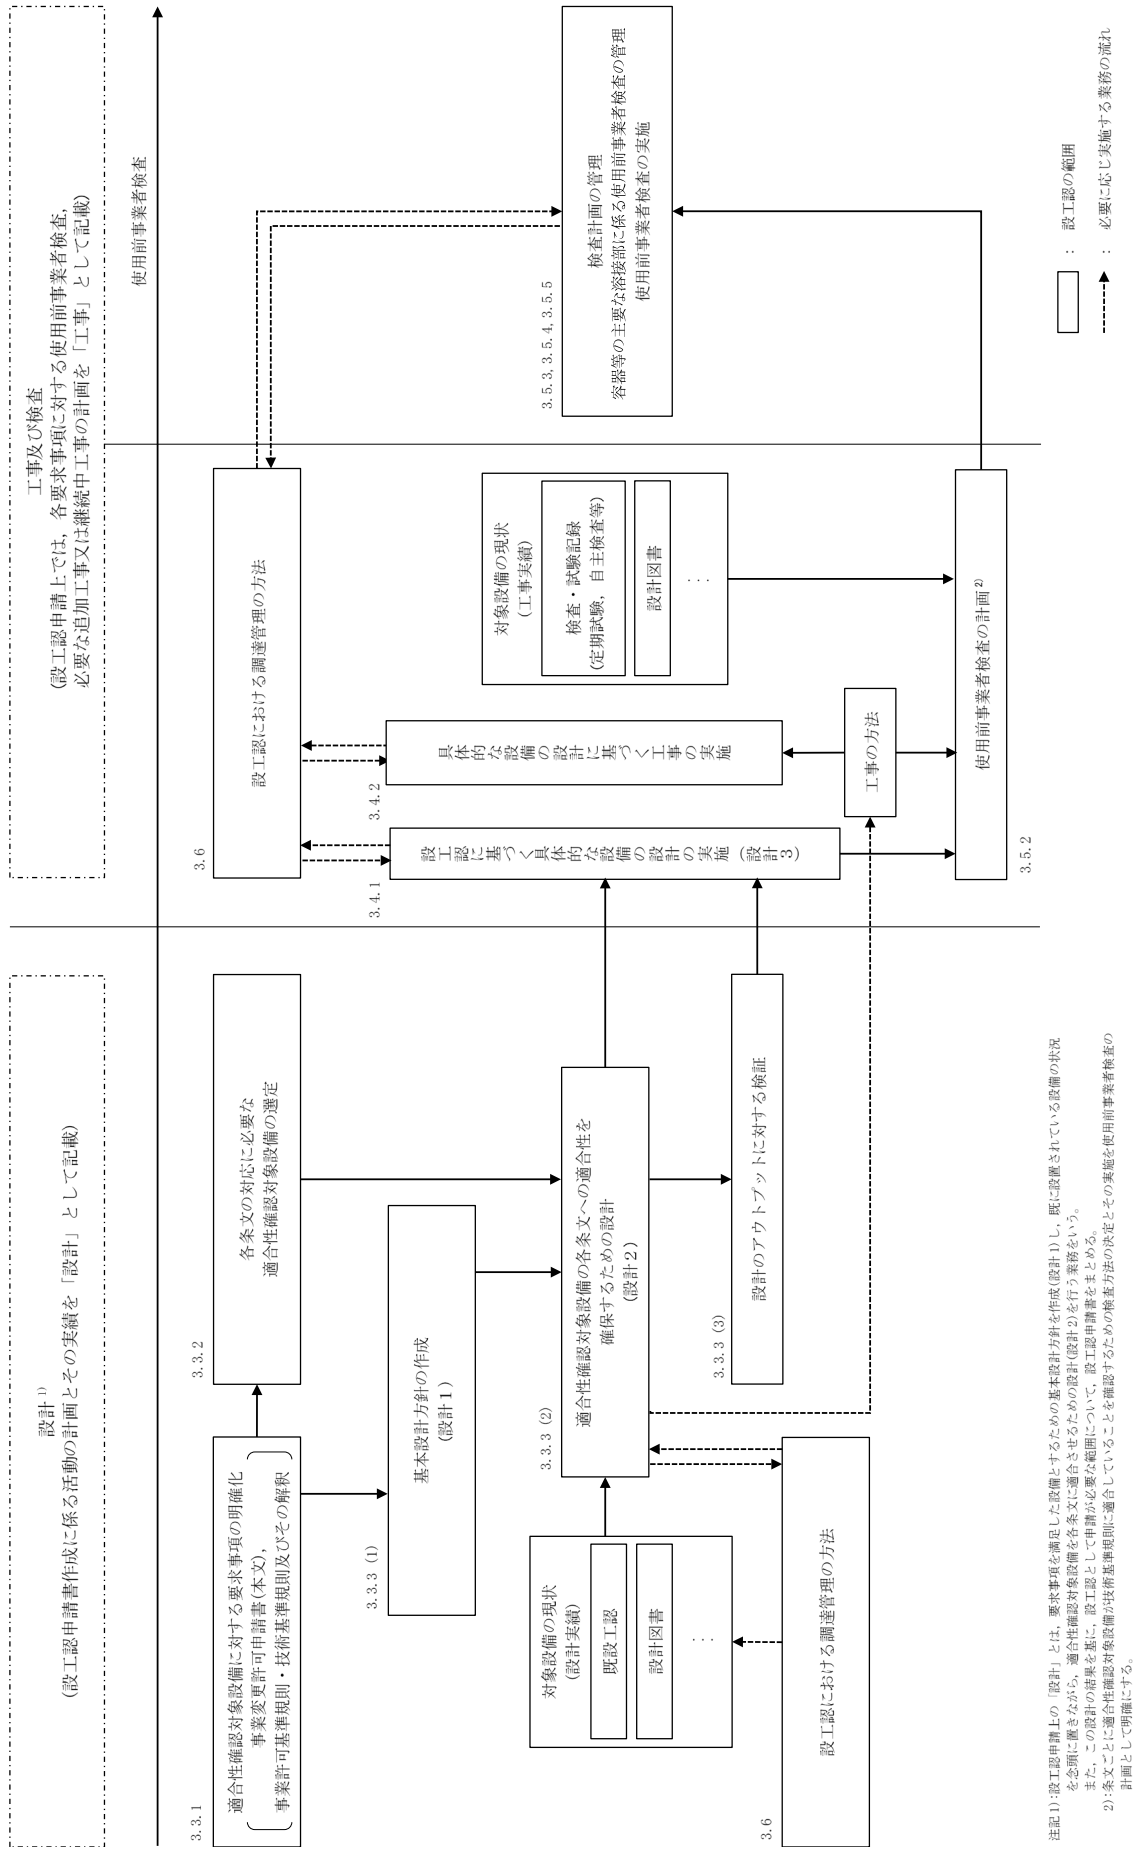 設計¹⁾
(設工認申請書作成に係る活動の計画とその実績を「設計」として記載)
工事及び検査
(設工認申請上では，各要求事項に対する使用前事業者検査，
必要な追加工事又は継続中工事の計画を「工事」として記載)
使用前事業者検査
3.3.1
適合性確認対象設備に対する要求事項の明確化
事業変更許可申請書(本文)，
事業許可基準規則・技術基準規則及びその解釈
3.3.2
各条文の対応に必要な
適合性確認対象設備の選定
3.3.3 (1)
基本設計方針の作成
(設計１)
対象設備の現状
(設計実績)
既設工認
設計図書
：
3.3.3 (2)
適合性確認対象設備の各条文への適合性を
確保するための設計
(設計２)
3.3.3 (3)
設計のアウトプットに対する検証
3.6
設工認における調達管理の方法
3.6
設工認における調達管理の方法
3.4.1
設工認に基づく具体的な設備の設計の実施（設計３）
3.4.2
具体的な設備の設計に基づく工事の実施
対象設備の現状
(工事実績)
検査・試験記録
(定期試験，自主検査等)
設計図書
：
工事の方法
3.5.2
使用前事業者検査の計画²⁾
3.5.3, 3.5.4, 3.5.5
検査計画の管理
容器等の主要な溶接部に係る使用前事業者検査の管理
使用前事業者検査の実施
： 設工認の範囲
： 必要に応じ実施する業務の流れ
注記1)：設工認申請上の「設計」とは，要求事項を満足した設備とするための基本設計方針を作成(設計1)し，既に設置されている設備の状況
を念頭に置きながら，適合性確認対象設備を各条文に適合させるための設計(設計2)を行う業務をいう。
また，この設計の結果を基に，設工認として申請が必要な範囲について，設工認申請書をまとめる。
2)：条文ごとに適合性確認対象設備が技術基準規則に適合していることを確認するための検査方法の決定とその実施を使用前事業者検査の
計画として明確にする。